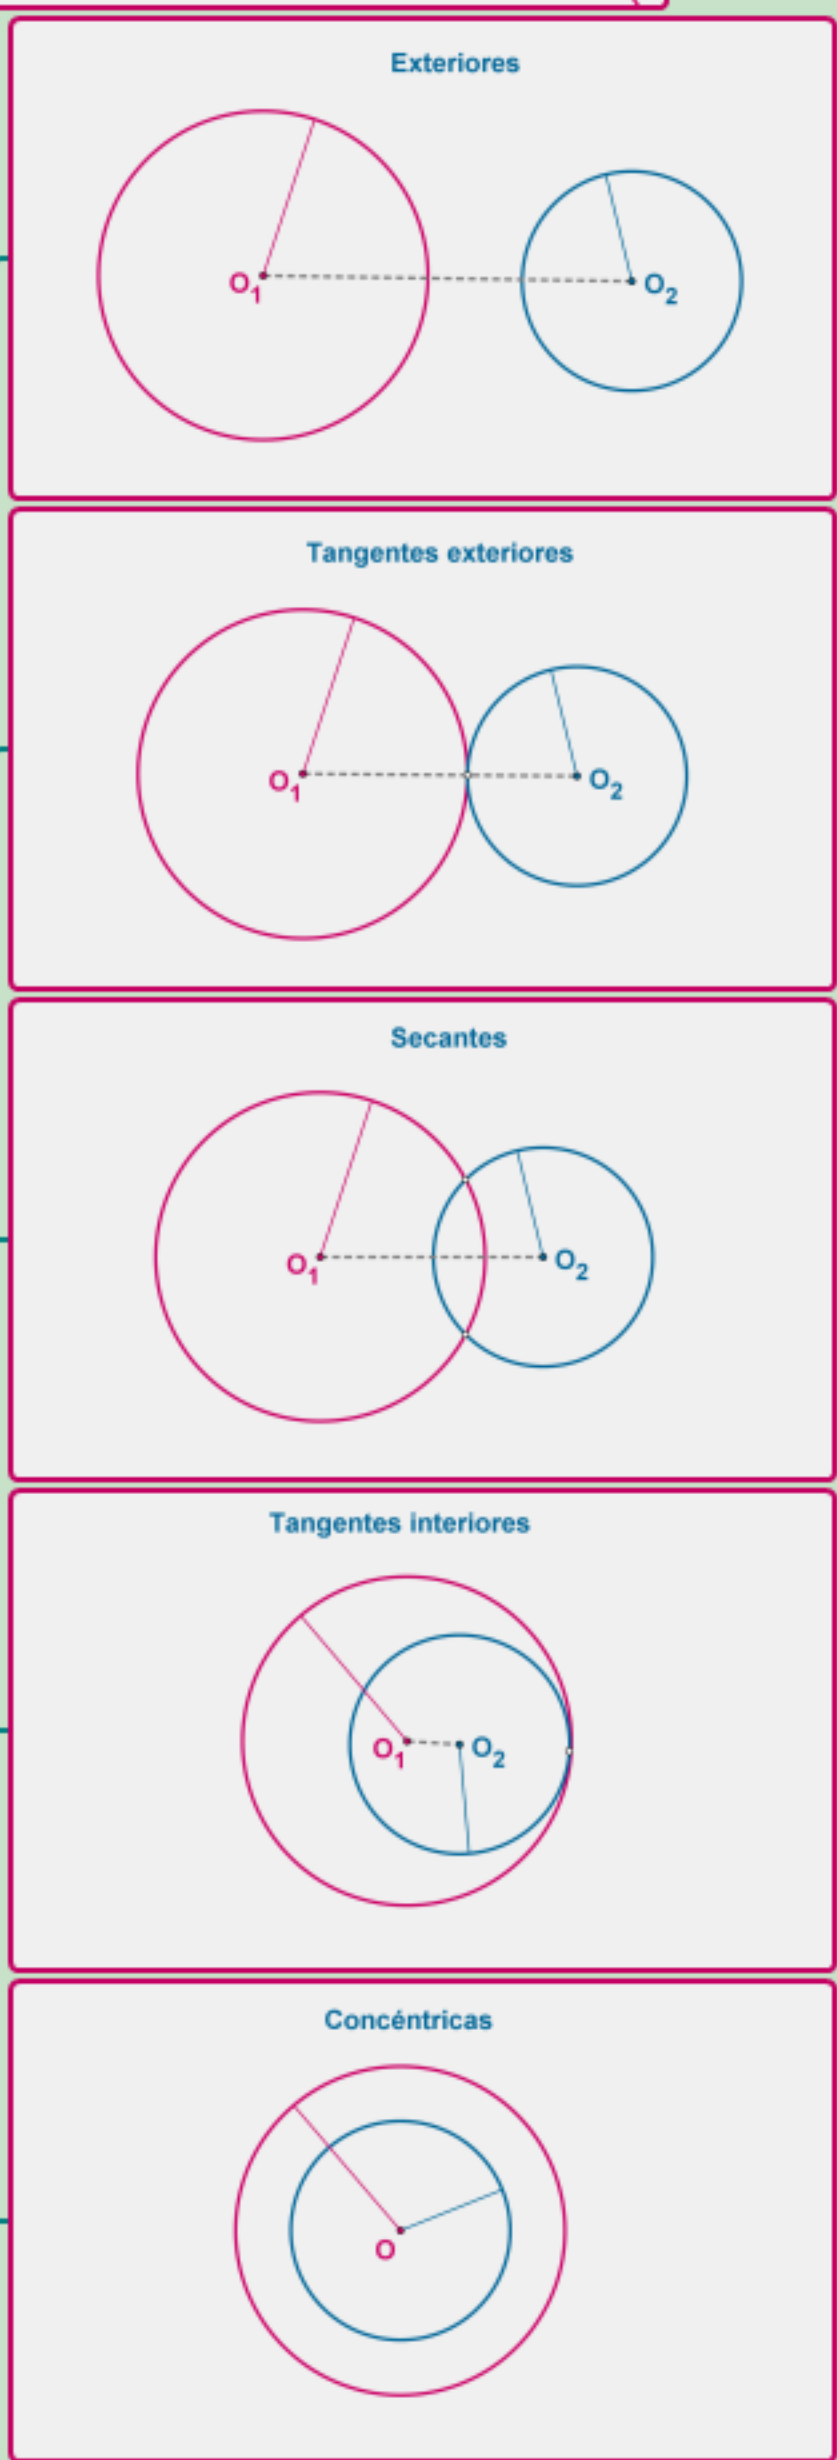 Exteriores
O₁ O₂
Tangentes exteriores
O₁ O₂
Secantes
O₁ O₂
Tangentes interiores
O₁ O₂
Concéntricas
O